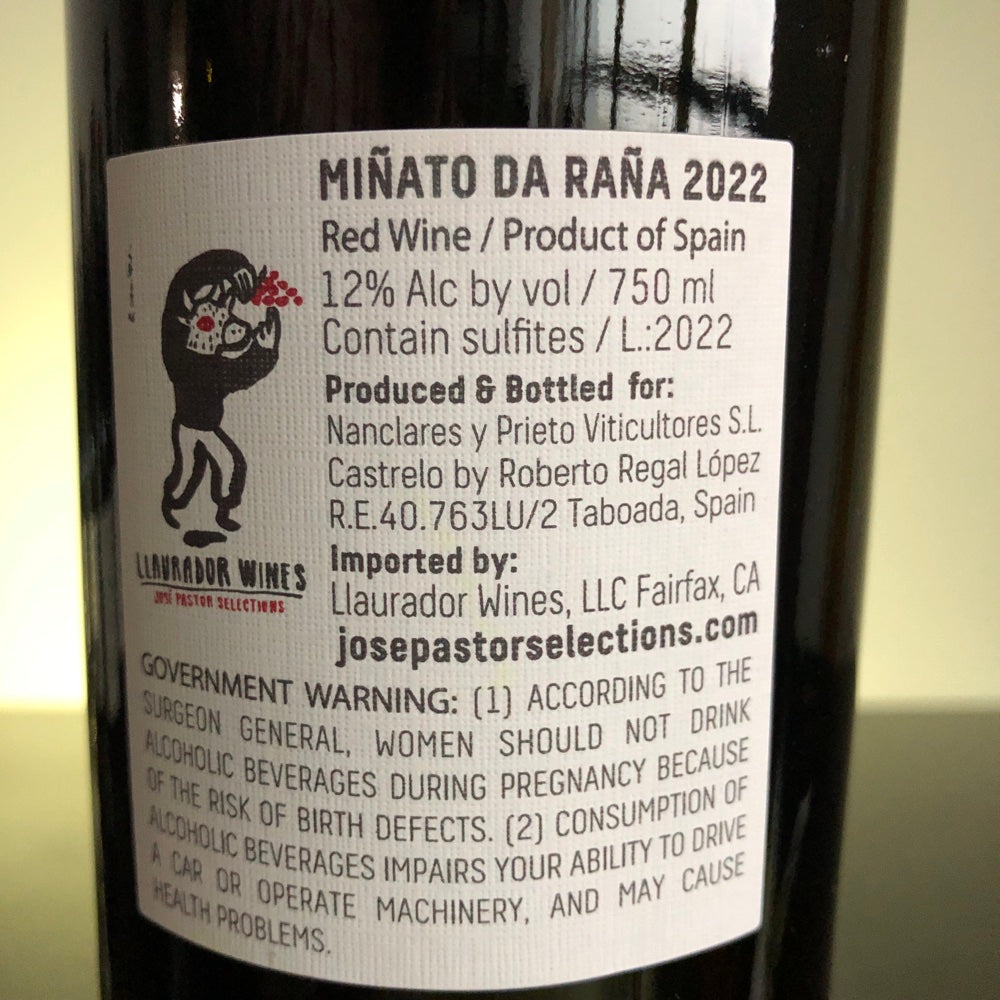 MIÑATO DA RAÑA 2022
Red Wine / Product of Spain
12% Alc by vol / 750 ml
Contain sulfites / L.:2022
Produced & Bottled for:
Nanclares y Prieto Viticultores S.L.
Castrelo by Roberto Regal López
R.E.40.763LU/2 Taboada, Spain
Imported by:
Llaurador Wines, LLC Fairfax, CA
josepastorselections.com
LLAURADOR WINES
JOSÉ PASTOR SELECTIONS
GOVERNMENT WARNING: (1) ACCORDING TO THE
SURGEON GENERAL, WOMEN SHOULD NOT DRINK
ALCOHOLIC BEVERAGES DURING PREGNANCY BECAUSE
OF THE RISK OF BIRTH DEFECTS. (2) CONSUMPTION OF
ALCOHOLIC BEVERAGES IMPAIRS YOUR ABILITY TO DRIVE
A CAR OR OPERATE MACHINERY, AND MAY CAUSE
HEALTH PROBLEMS.